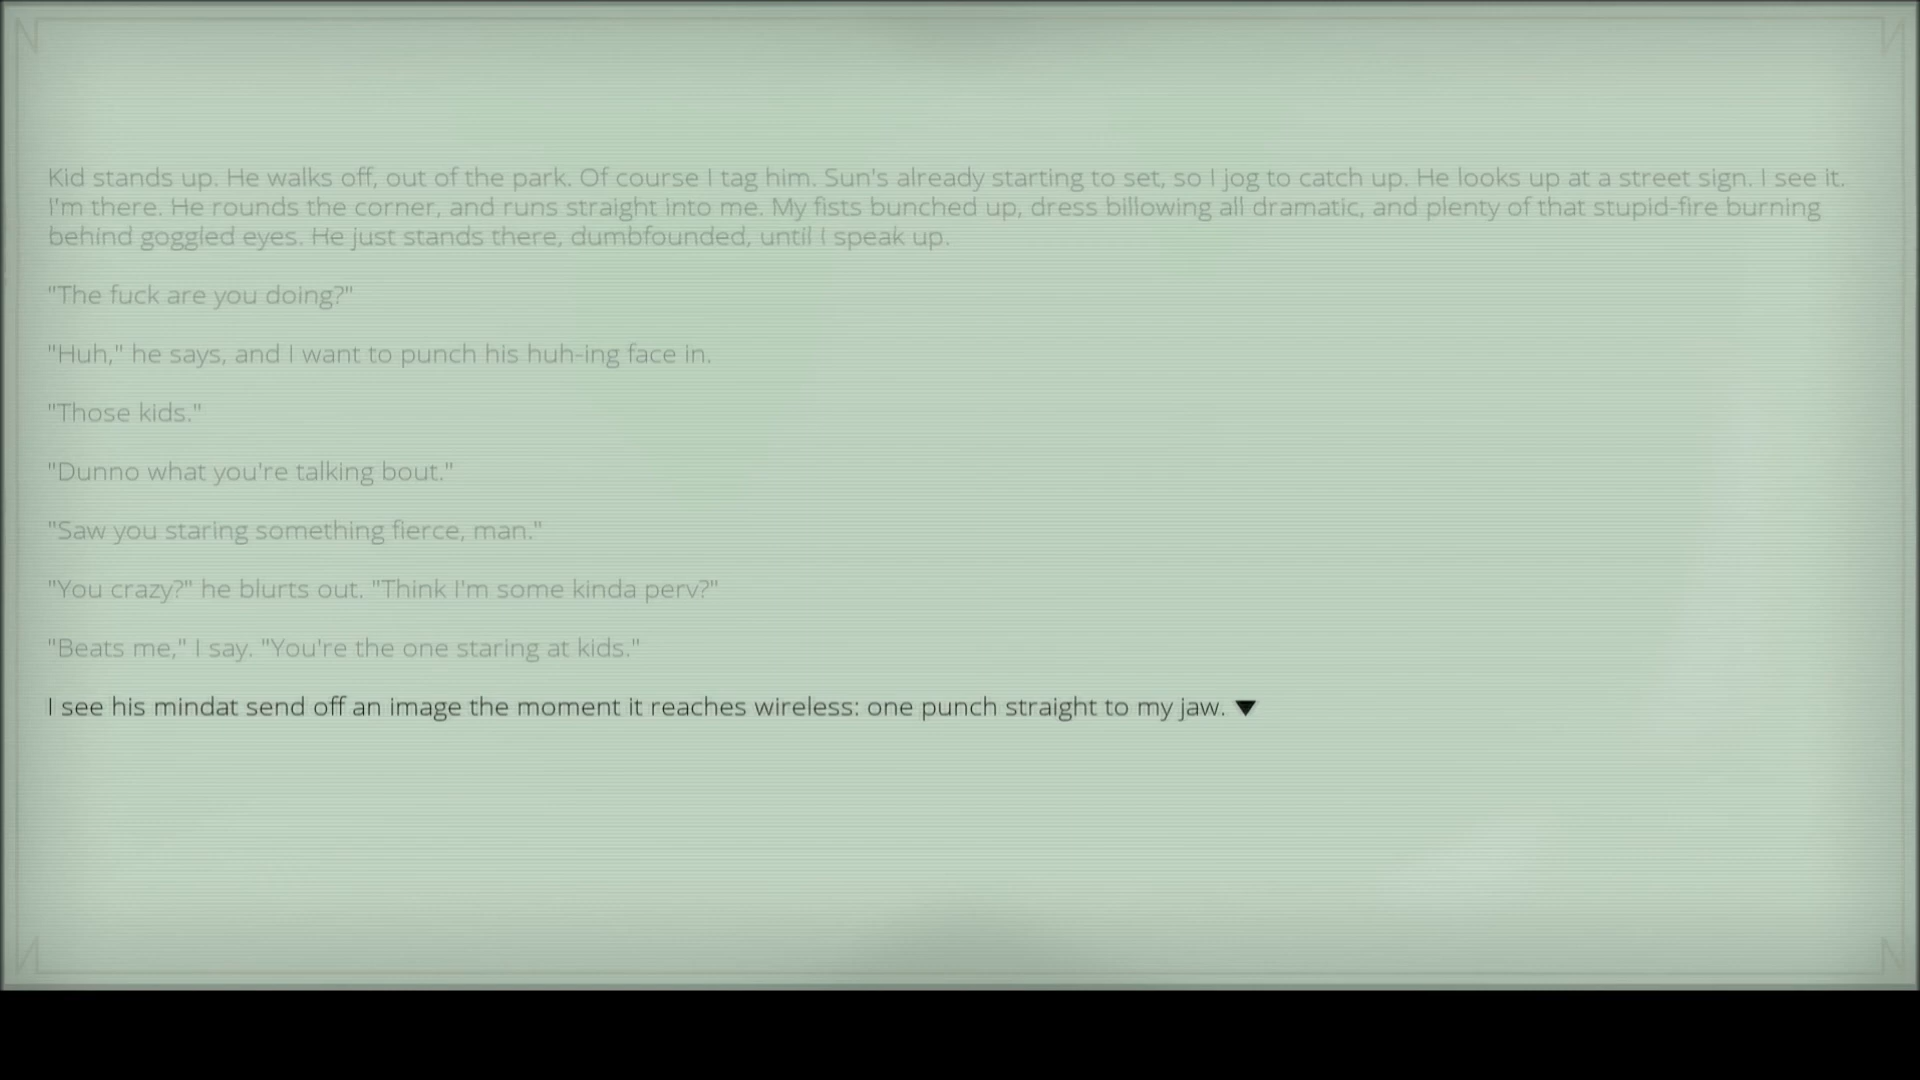 Kid stands up. He walks off, out of the park. Of course I tag him. Sun's already starting to set, so I jog to catch up. He looks up at a street sign. I see it.
I'm there. He rounds the corner, and runs straight into me. My fists bunched up, dress billowing all dramatic, and plenty of that stupid-fire burning
behind goggled eyes. He just stands there, dumbfounded, until I speak up.
"The fuck are you doing?"
"Huh," he says, and I want to punch his huh-ing face in.
"Those kids."
"Dunno what you're talking bout."
"Saw you staring something fierce, man."
"You crazy?" he blurts out. "Think I'm some kinda perv?"
"Beats me," I say. "You're the one staring at kids."
I see his mindat send off an image the moment it reaches wireless: one punch straight to my jaw.